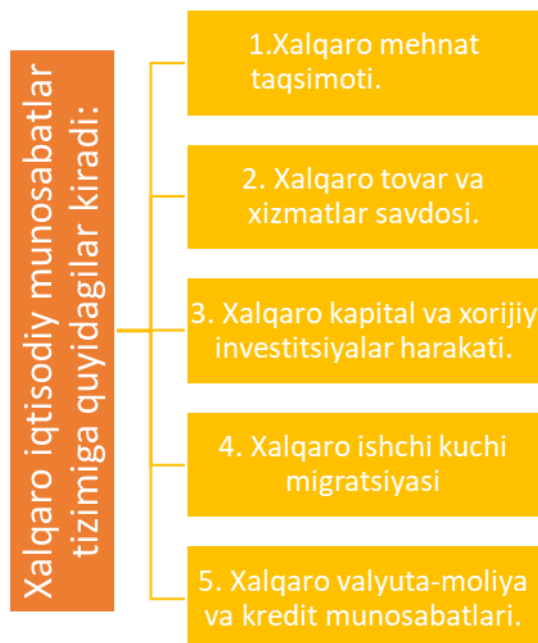 Xalqaro iqtisodiy munosabatlar
tizimiga quyidagilar kiradi:
1.Xalqaro mehnat
taqsimoti.
2. Xalqaro tovar va
xizmatlar savdosi.
3. Xalqaro kapital va xorijiy
investitsiyalar harakati.
4. Xalqaro ishchi kuchi
migratsiyasi
5. Xalqaro valyuta-moliya
va kredit munosabatlari.